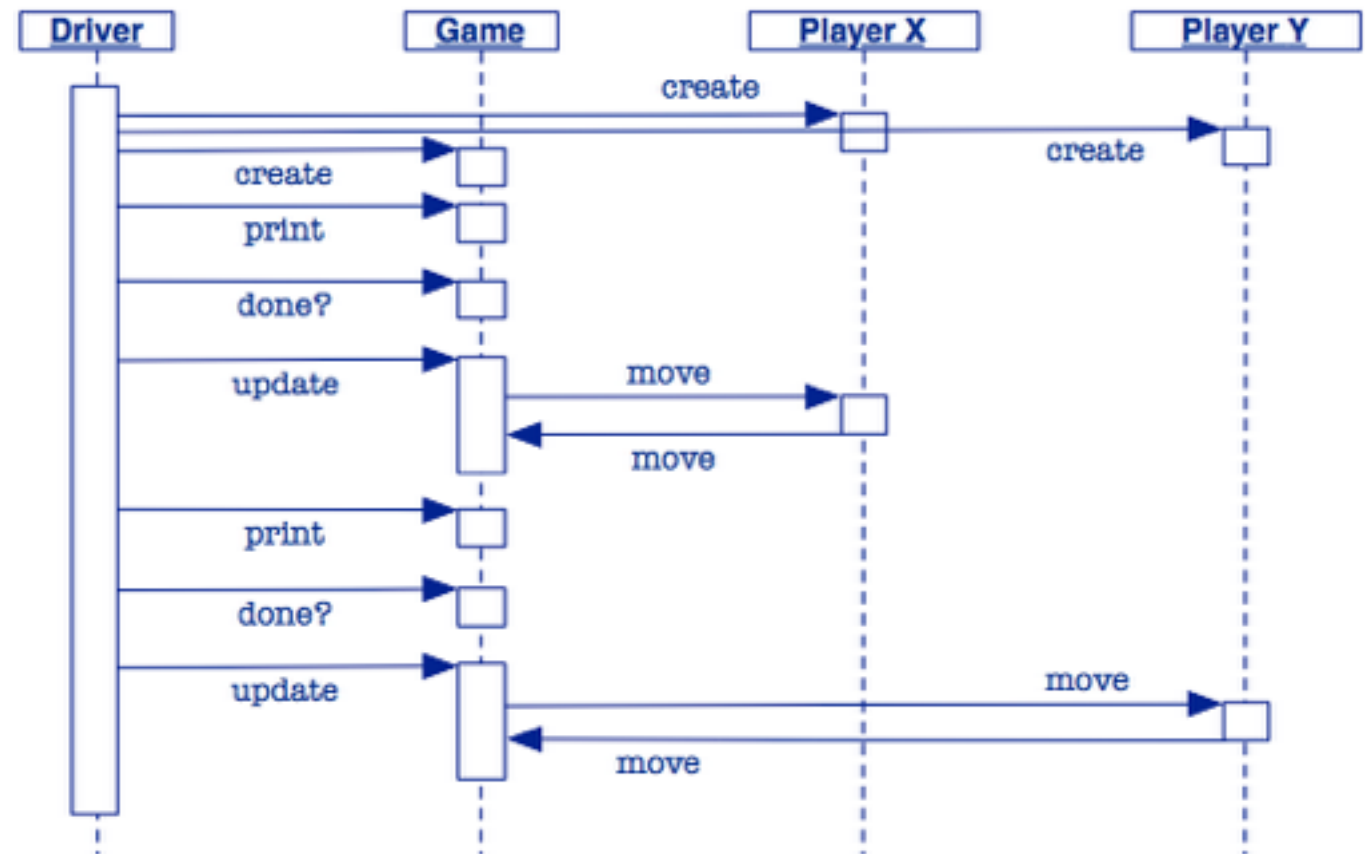 Driver
Game
Player X
Player Y
create
create
create
print
done?
update
move
move
print
done?
update
move
move